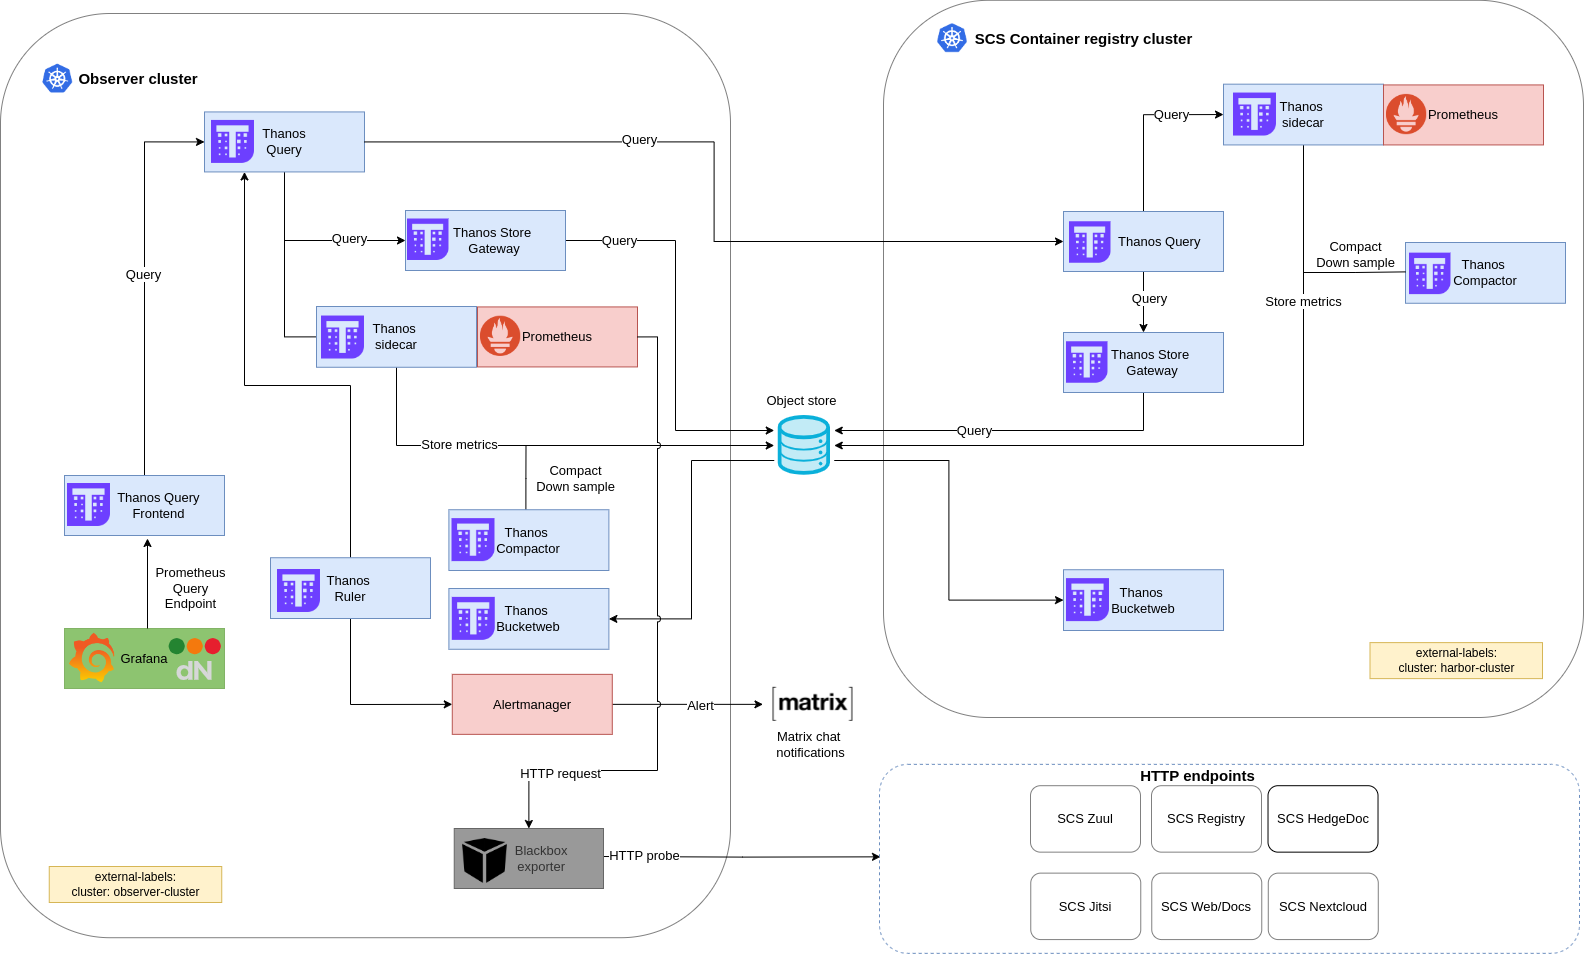 Observer cluster
Thanos
Query
Query
Query
Query
Thanos Store
Gateway
Query
Thanos
sidecar
Prometheus
Object store
Store metrics
Compact
Down sample
Thanos Query
Frontend
Thanos
Compactor
Prometheus
Query
Endpoint
Thanos
Ruler
Thanos
Bucketweb
Grafana
dN
Alertmanager
Alert
[matrix]
Matrix chat
notifications
HTTP request
Blackbox
exporter
HTTP probe
external-labels:
cluster: observer-cluster
SCS Container registry cluster
Query
Thanos
sidecar
Prometheus
Thanos Query
Compact
Down sample
Thanos
Compactor
Query
Store metrics
Thanos Store
Gateway
Query
Thanos
Bucketweb
external-labels:
cluster: harbor-cluster
HTTP endpoints
SCS Zuul
SCS Registry
SCS HedgeDoc
SCS Jitsi
SCS Web/Docs
SCS Nextcloud